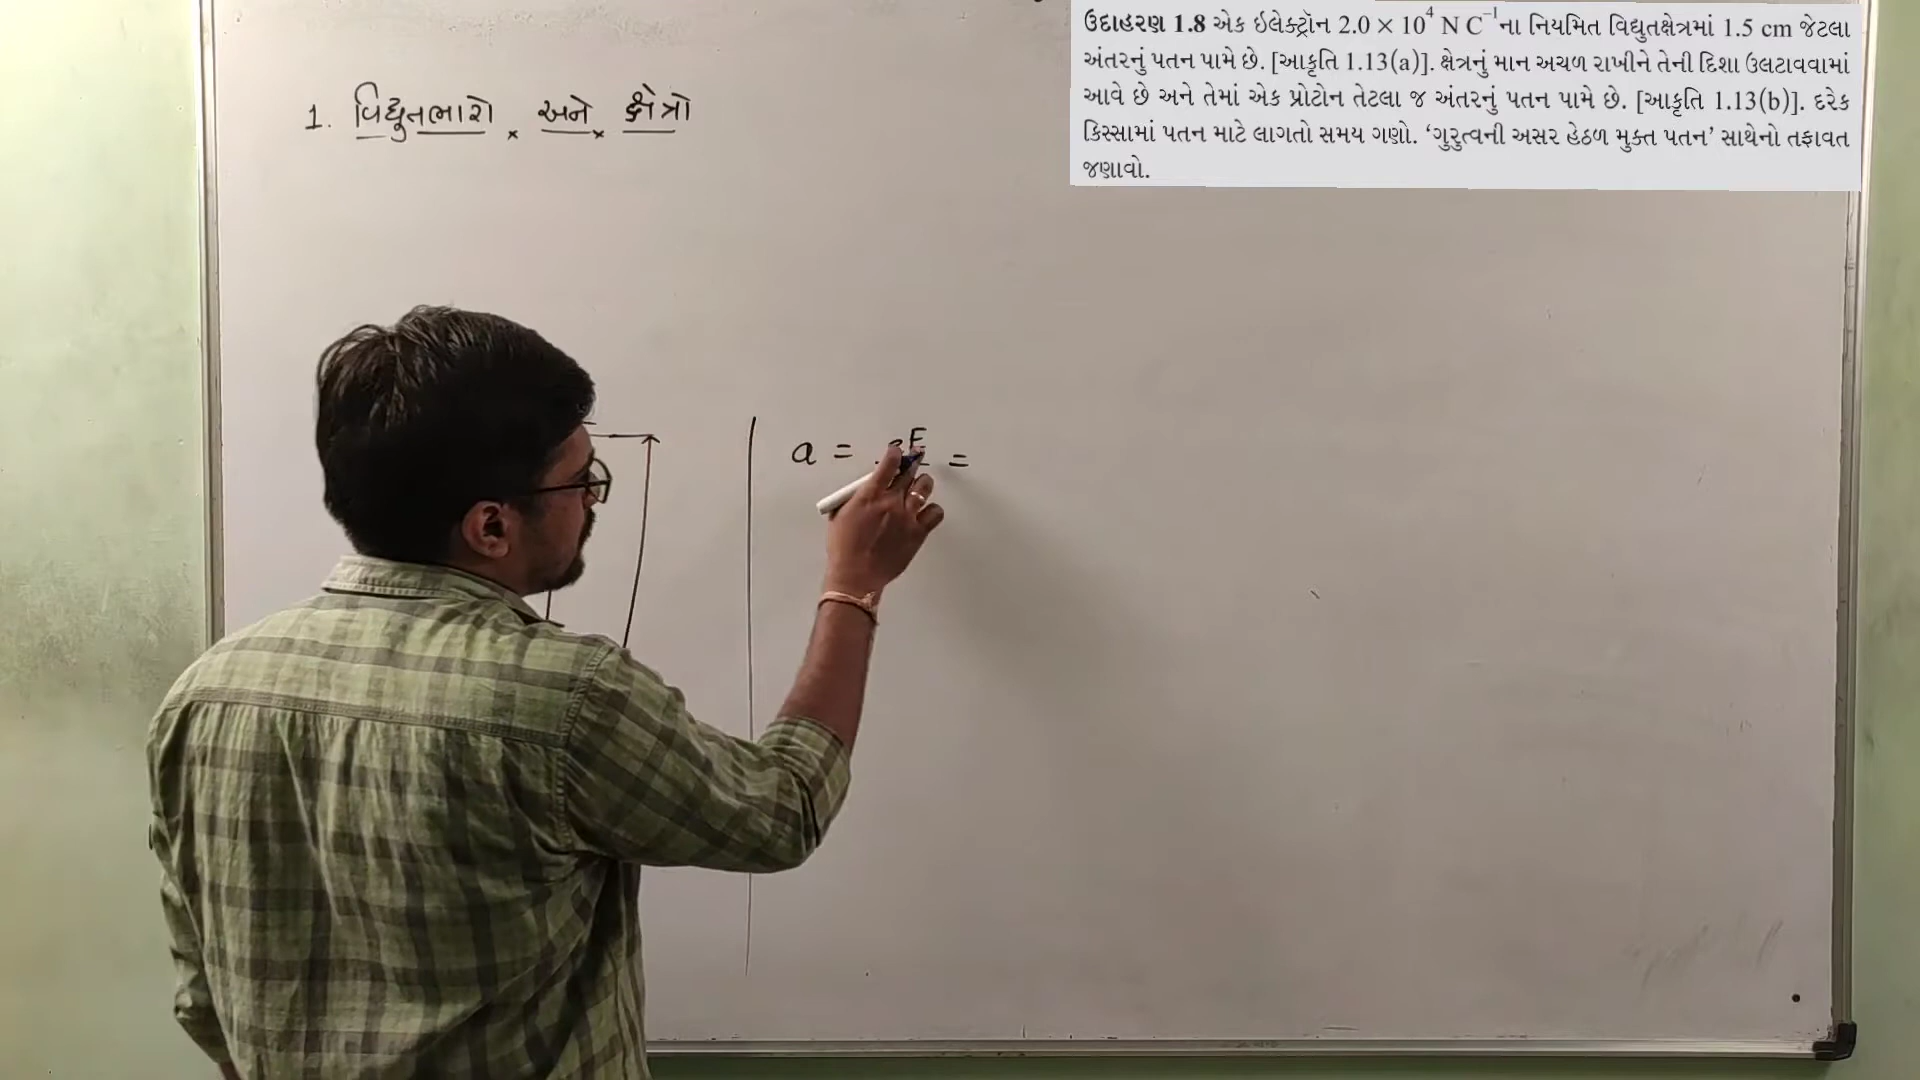 1. વિદ્યુતભારો અને ક્ષેત્રો
ઉદાહરણ 1.8 એક ઇલેક્ટ્રૉન 2.0 × 10⁴ N C⁻¹ના નિયમિત વિદ્યુતક્ષેત્રમાં 1.5 cm જેટલા
અંતરનું પતન પામે છે. [આકૃતિ 1.13(a)]. ક્ષેત્રનું માન અચળ રાખીને તેની દિશા ઉલટાવવામાં
આવે છે અને તેમાં એક પ્રોટોન તેટલા જ અંતરનું પતન પામે છે. [આકૃતિ 1.13(b)]. દરેક
કિસ્સામાં પતન માટે લાગતો સમય ગણો. ‘ગુરુત્વની અસર હેઠળ મુક્ત પતન’ સાથેનો તફાવત
જણાવો.
a = E =